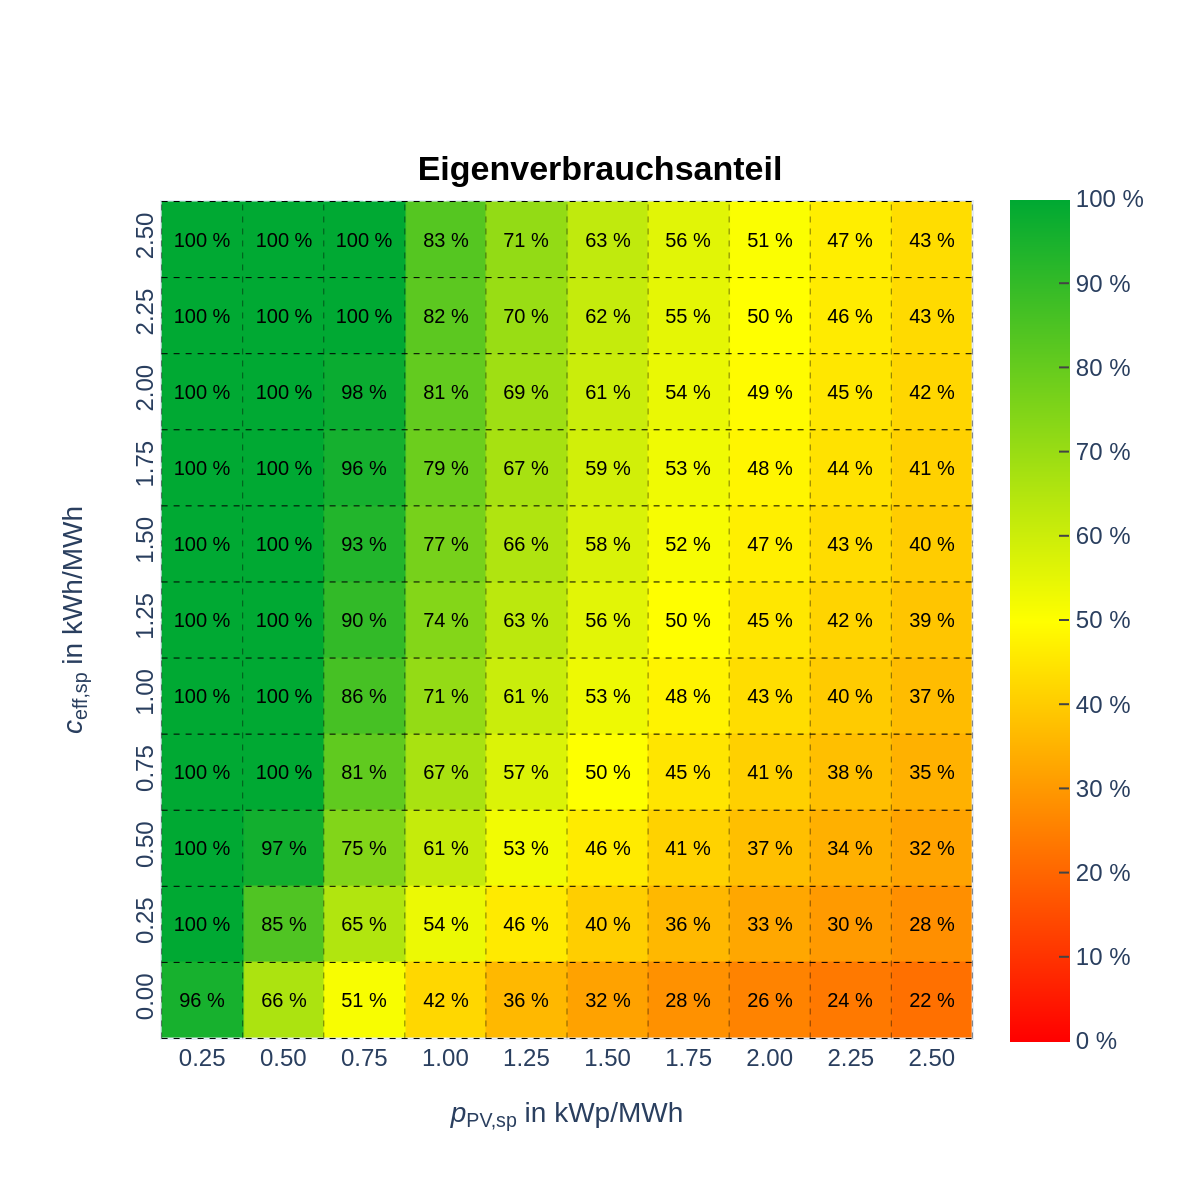 Eigenverbrauchsanteil
2.50 100 % 100 % 100 % 83 % 71 % 63 % 56 % 51 % 47 % 43 %
2.25 100 % 100 % 100 % 82 % 70 % 62 % 55 % 50 % 46 % 43 %
2.00 100 % 100 % 98 % 81 % 69 % 61 % 54 % 49 % 45 % 42 %
1.75 100 % 100 % 96 % 79 % 67 % 59 % 53 % 48 % 44 % 41 %
1.50 100 % 100 % 93 % 77 % 66 % 58 % 52 % 47 % 43 % 40 %
1.25 100 % 100 % 90 % 74 % 63 % 56 % 50 % 45 % 42 % 39 %
1.00 100 % 100 % 86 % 71 % 61 % 53 % 48 % 43 % 40 % 37 %
0.75 100 % 100 % 81 % 67 % 57 % 50 % 45 % 41 % 38 % 35 %
0.50 100 % 97 % 75 % 61 % 53 % 46 % 41 % 37 % 34 % 32 %
0.25 100 % 85 % 65 % 54 % 46 % 40 % 36 % 33 % 30 % 28 %
0.00 96 % 66 % 51 % 42 % 36 % 32 % 28 % 26 % 24 % 22 %
0.25 0.50 0.75 1.00 1.25 1.50 1.75 2.00 2.25 2.50
pPV,sp in kWp/MWh
ceff,sp in kWh/MWh
100 %
90 %
80 %
70 %
60 %
50 %
40 %
30 %
20 %
10 %
0 %